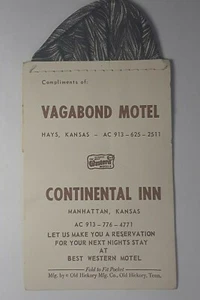 Compliments of:
VAGABOND MOTEL
HAYS, KANSAS – AC 913-625-2511
Best Western
CONTINENTAL INN
MANHATTAN, KANSAS
AC 913-776-4771
LET US MAKE YOU A RESERVATION
FOR YOUR NEXT NIGHTS STAY
AT
BEST WESTERN MOTEL.
Fold to Fit Pocket
Mfg. by Old Hickory Mfg. Co., Old Hickory, Tenn.